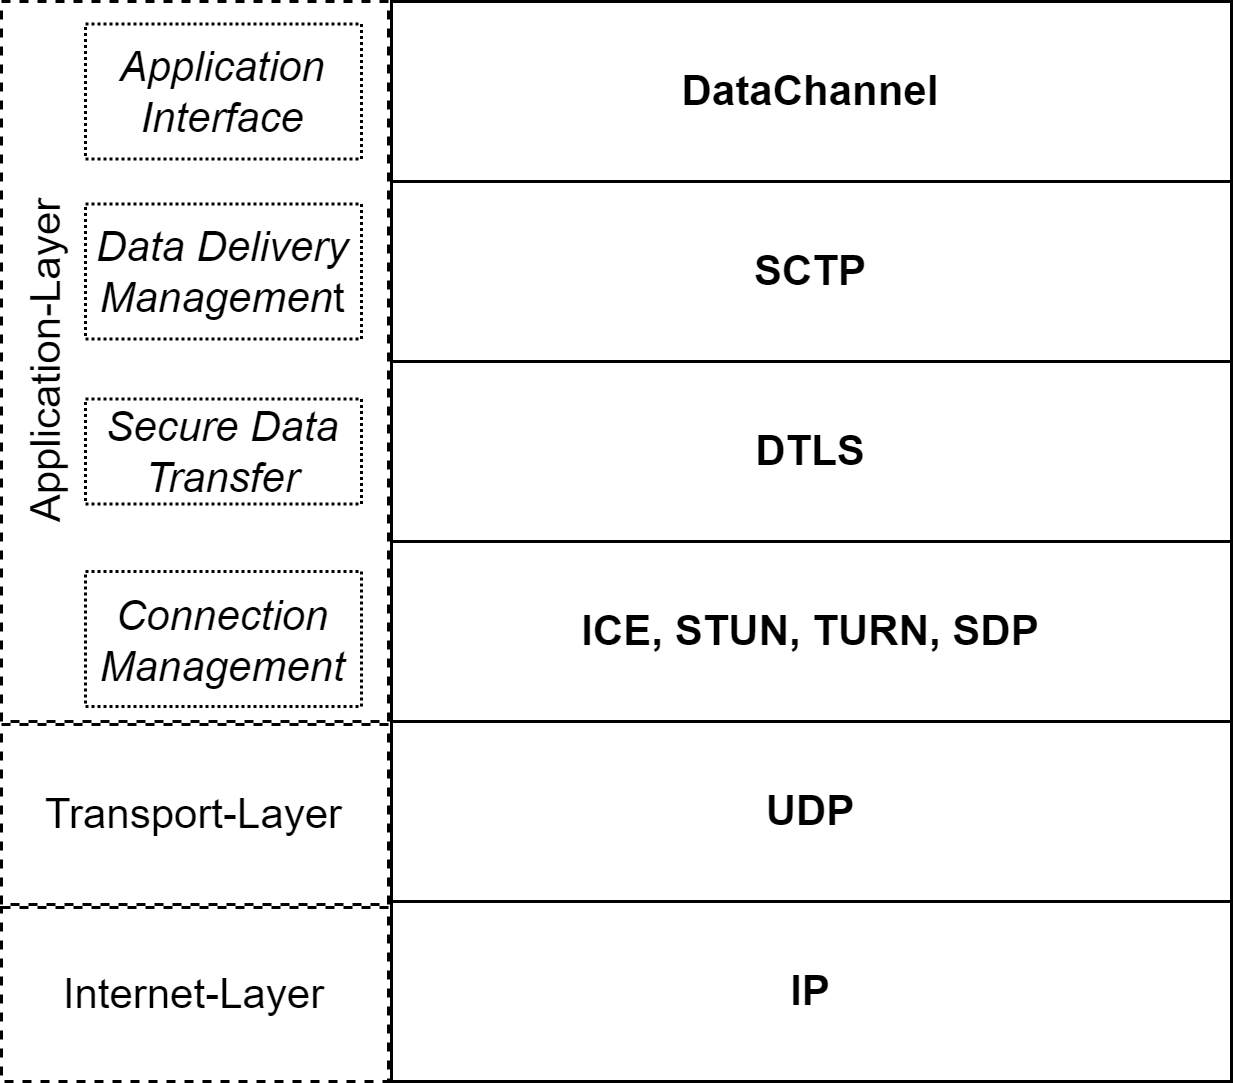 Application-Layer
Application
Interface
DataChannel
Data Delivery
Management
SCTP
Secure Data
Transfer
DTLS
Connection
Management
ICE, STUN, TURN, SDP
Transport-Layer
UDP
Internet-Layer
IP